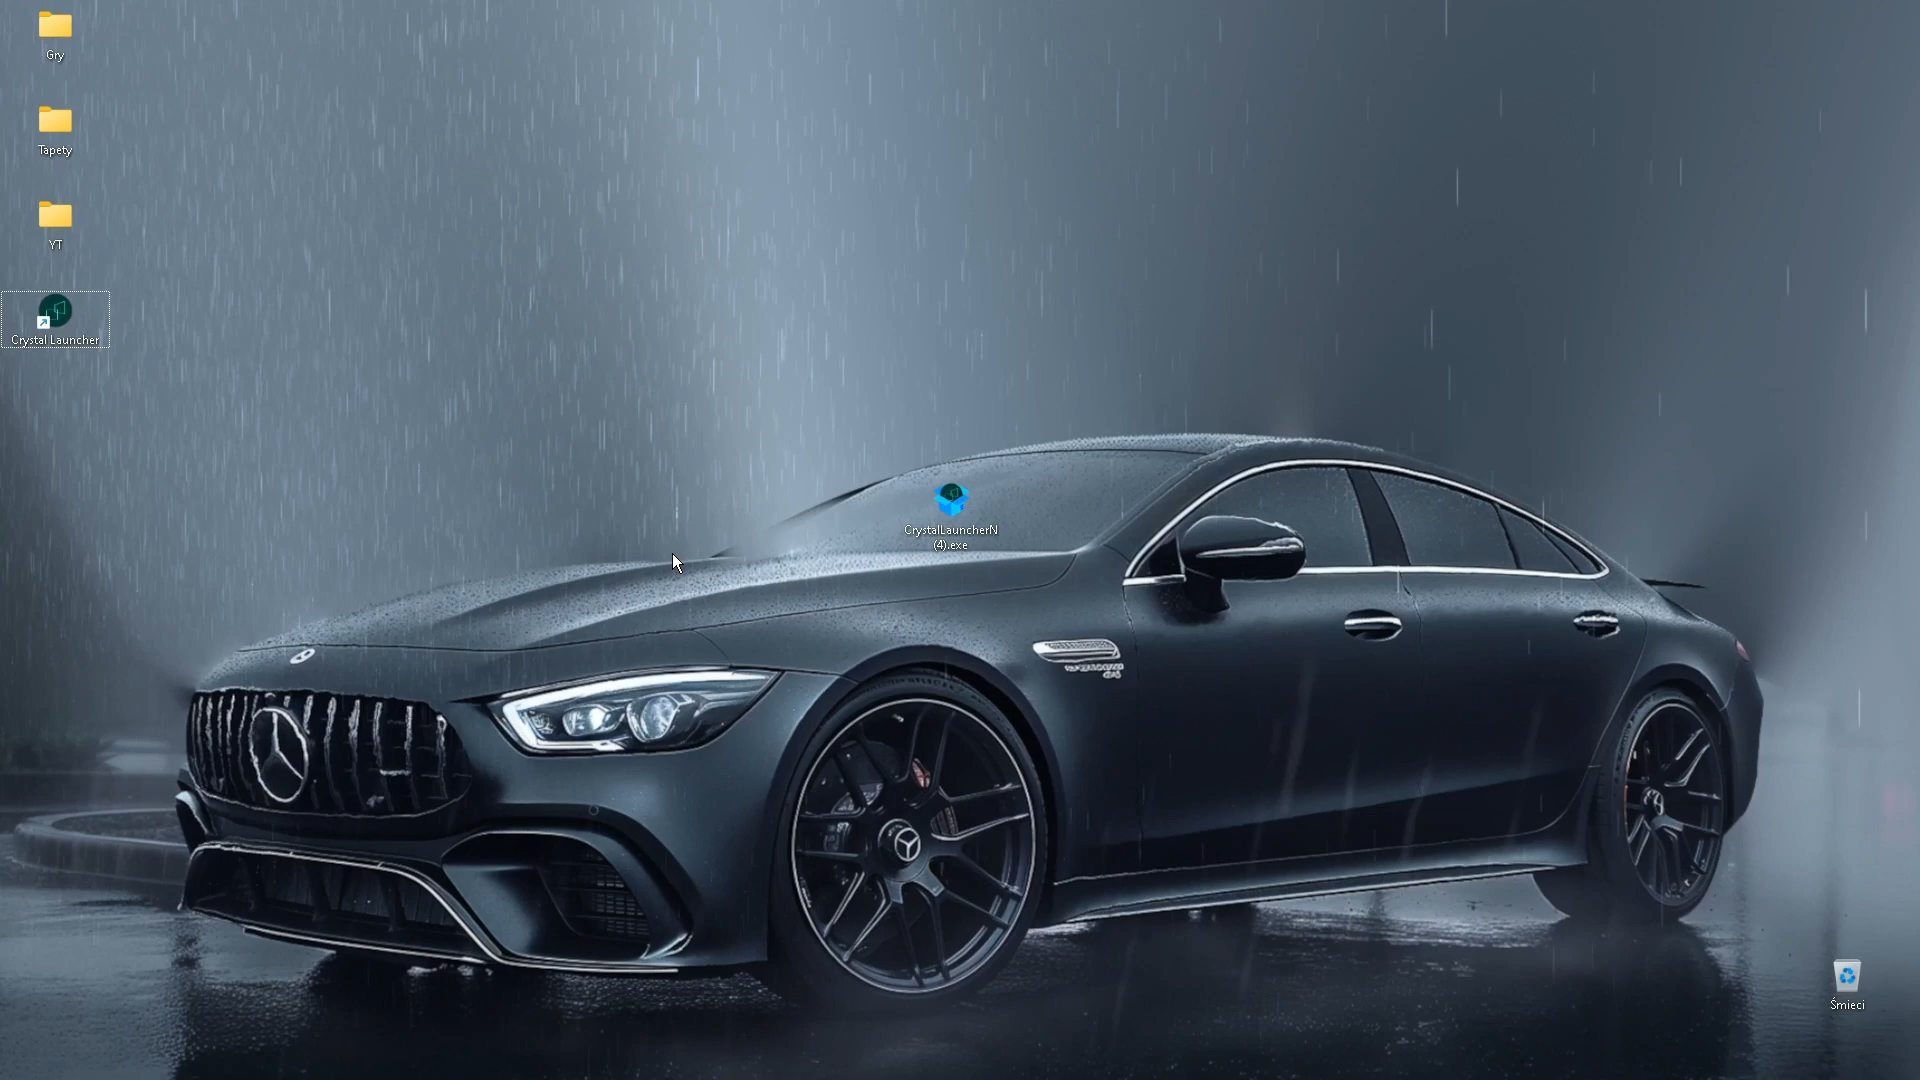 Gry
Tapety
YT
Crystal Launcher
CrystalLauncherN
(4).exe
Śmieci